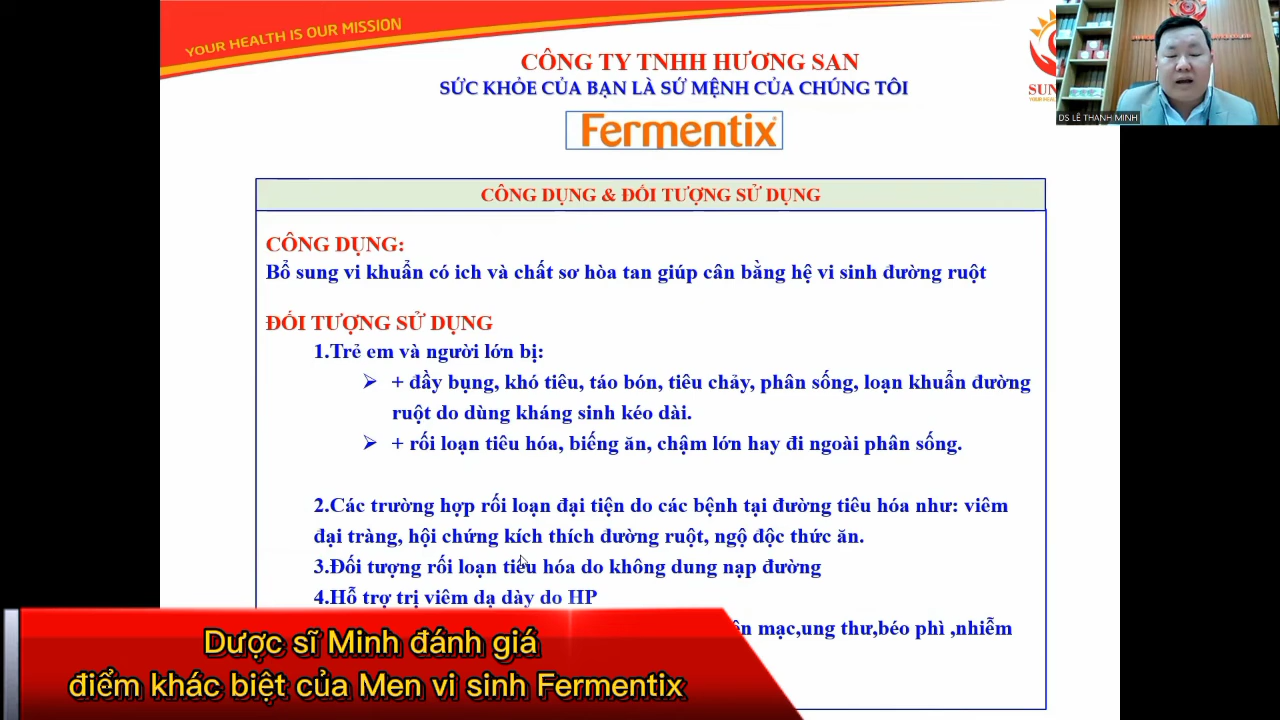 YOUR HEALTH IS OUR MISSION
CÔNG TY TNHH HƯƠNG SAN
SỨC KHỎE CỦA BẠN LÀ SỨ MỆNH CỦA CHÚNG TÔI
Fermentix
SUN
DS LÊ THANH MINH
CÔNG DỤNG & ĐỐI TƯỢNG SỬ DỤNG
CÔNG DỤNG:
Bổ sung vi khuẩn có ich và chất sơ hòa tan giúp cân bằng hệ vi sinh đường ruột
ĐỐI TƯỢNG SỬ DỤNG
1.Trẻ em và người lớn bị:
+ đầy bụng, khó tiêu, táo bón, tiêu chảy, phân sống, loạn khuẩn đường
ruột do dùng kháng sinh kéo dài.
+ rối loạn tiêu hóa, biếng ăn, chậm lớn hay đi ngoài phân sống.
2.Các trường hợp rối loạn đại tiện do các bệnh tại đường tiêu hóa như: viêm
đại tràng, hội chứng kích thích đường ruột, ngộ độc thức ăn.
3.Đối tượng rối loạn tiêu hóa do không dung nạp đường
4.Hỗ trợ trị viêm dạ dày do HP
mạc,ung thư,béo phì ,nhiễm
Dược sĩ Minh đánh giá
điểm khác biệt của Men vi sinh Fermentix